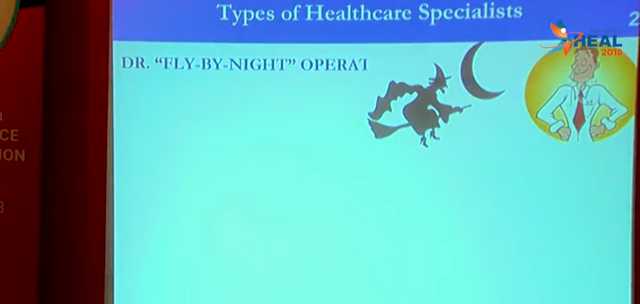 Types of Healthcare Specialists
2
HEAL
2018
DR. “FLY-BY-NIGHT” OPERAT
CE
ION